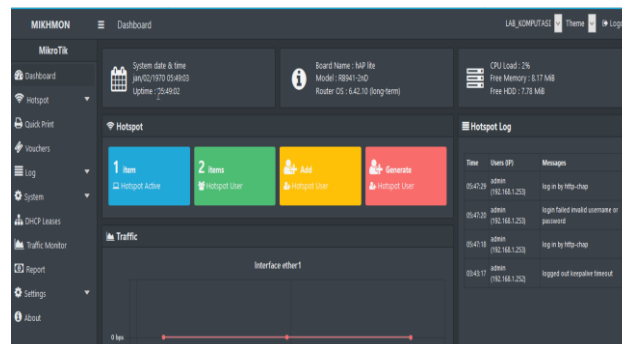 MIKHMON
Dashboard
LAB_KOMPUTASI
Theme
MikroTik
Dashboard
Hotspot
Quick Print
Vouchers
Log
System
DHCP Leases
Traffic Monitor
Report
Settings
About
System date & time
jan/02/1970 05:49:03
Uptime : 05:49:02
Board Name : hAP lite
Model : RB941-2nD
Router OS : 6.42.10 (long-term)
CPU Load : 2%
Free Memory : 8.17 MiB
Free HDD : 7.78 MiB
Hotspot
1 item
Hotspot Active
2 items
Hotspot User
Add
Hotspot User
Generate
Hotspot User
Traffic
Interface ether1
0 bps
Hotspot Log
Time Users (IP) Messages
05:47:29 admin (192.168.1.253) log in by http-chap
05:47:20 admin (192.168.1.253) login failed invalid username or password
05:47:18 admin (192.168.1.253) log in by http-chap
03:43:17 admin (192.168.1.252) logged out keepalive timeout